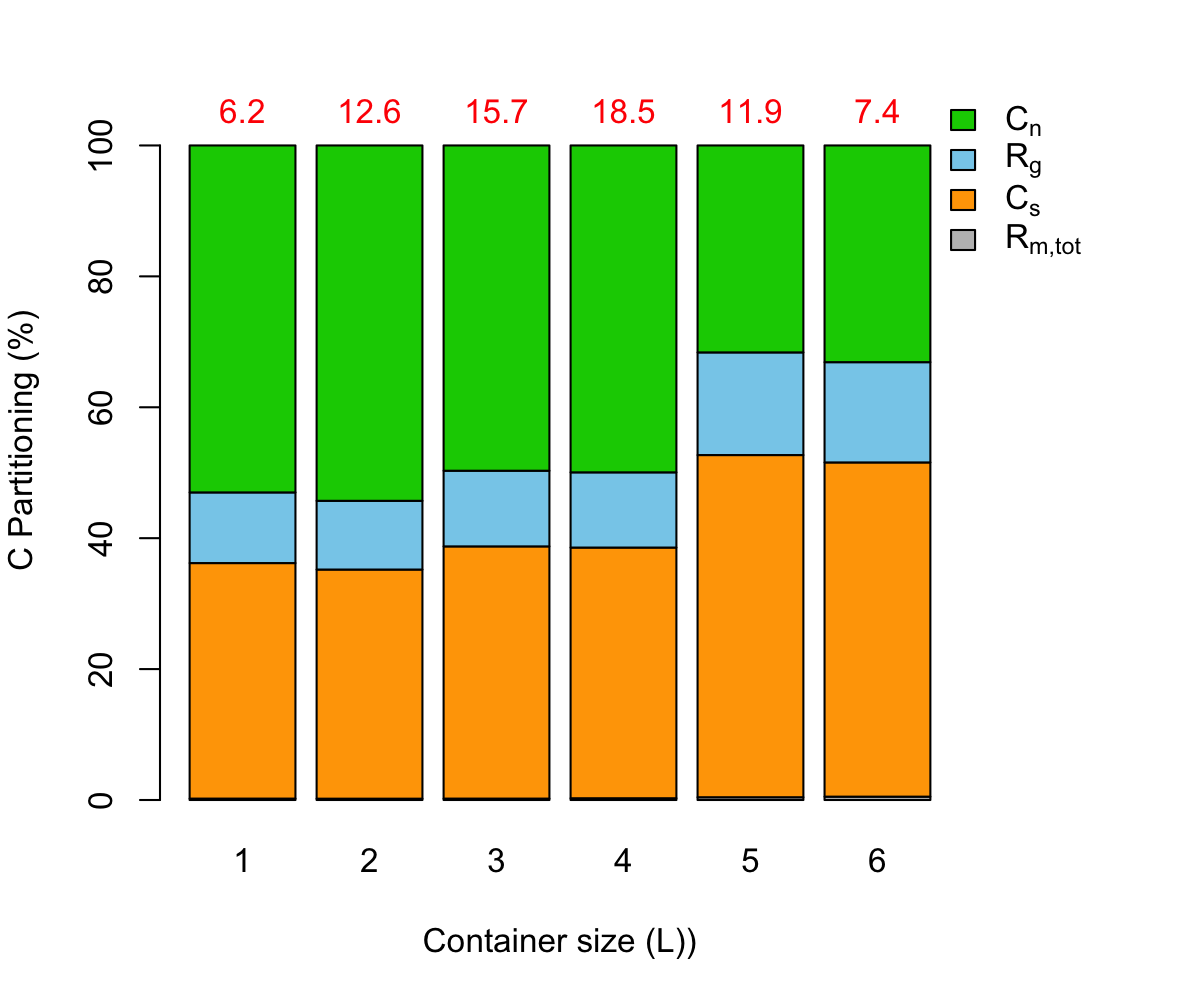 6.2 12.6 15.7 18.5 11.9 7.4
Cn
Rg
Cs
Rm,tot
100
80
60
40
20
0
C Partitioning (%)
1 2 3 4 5 6
Container size (L))